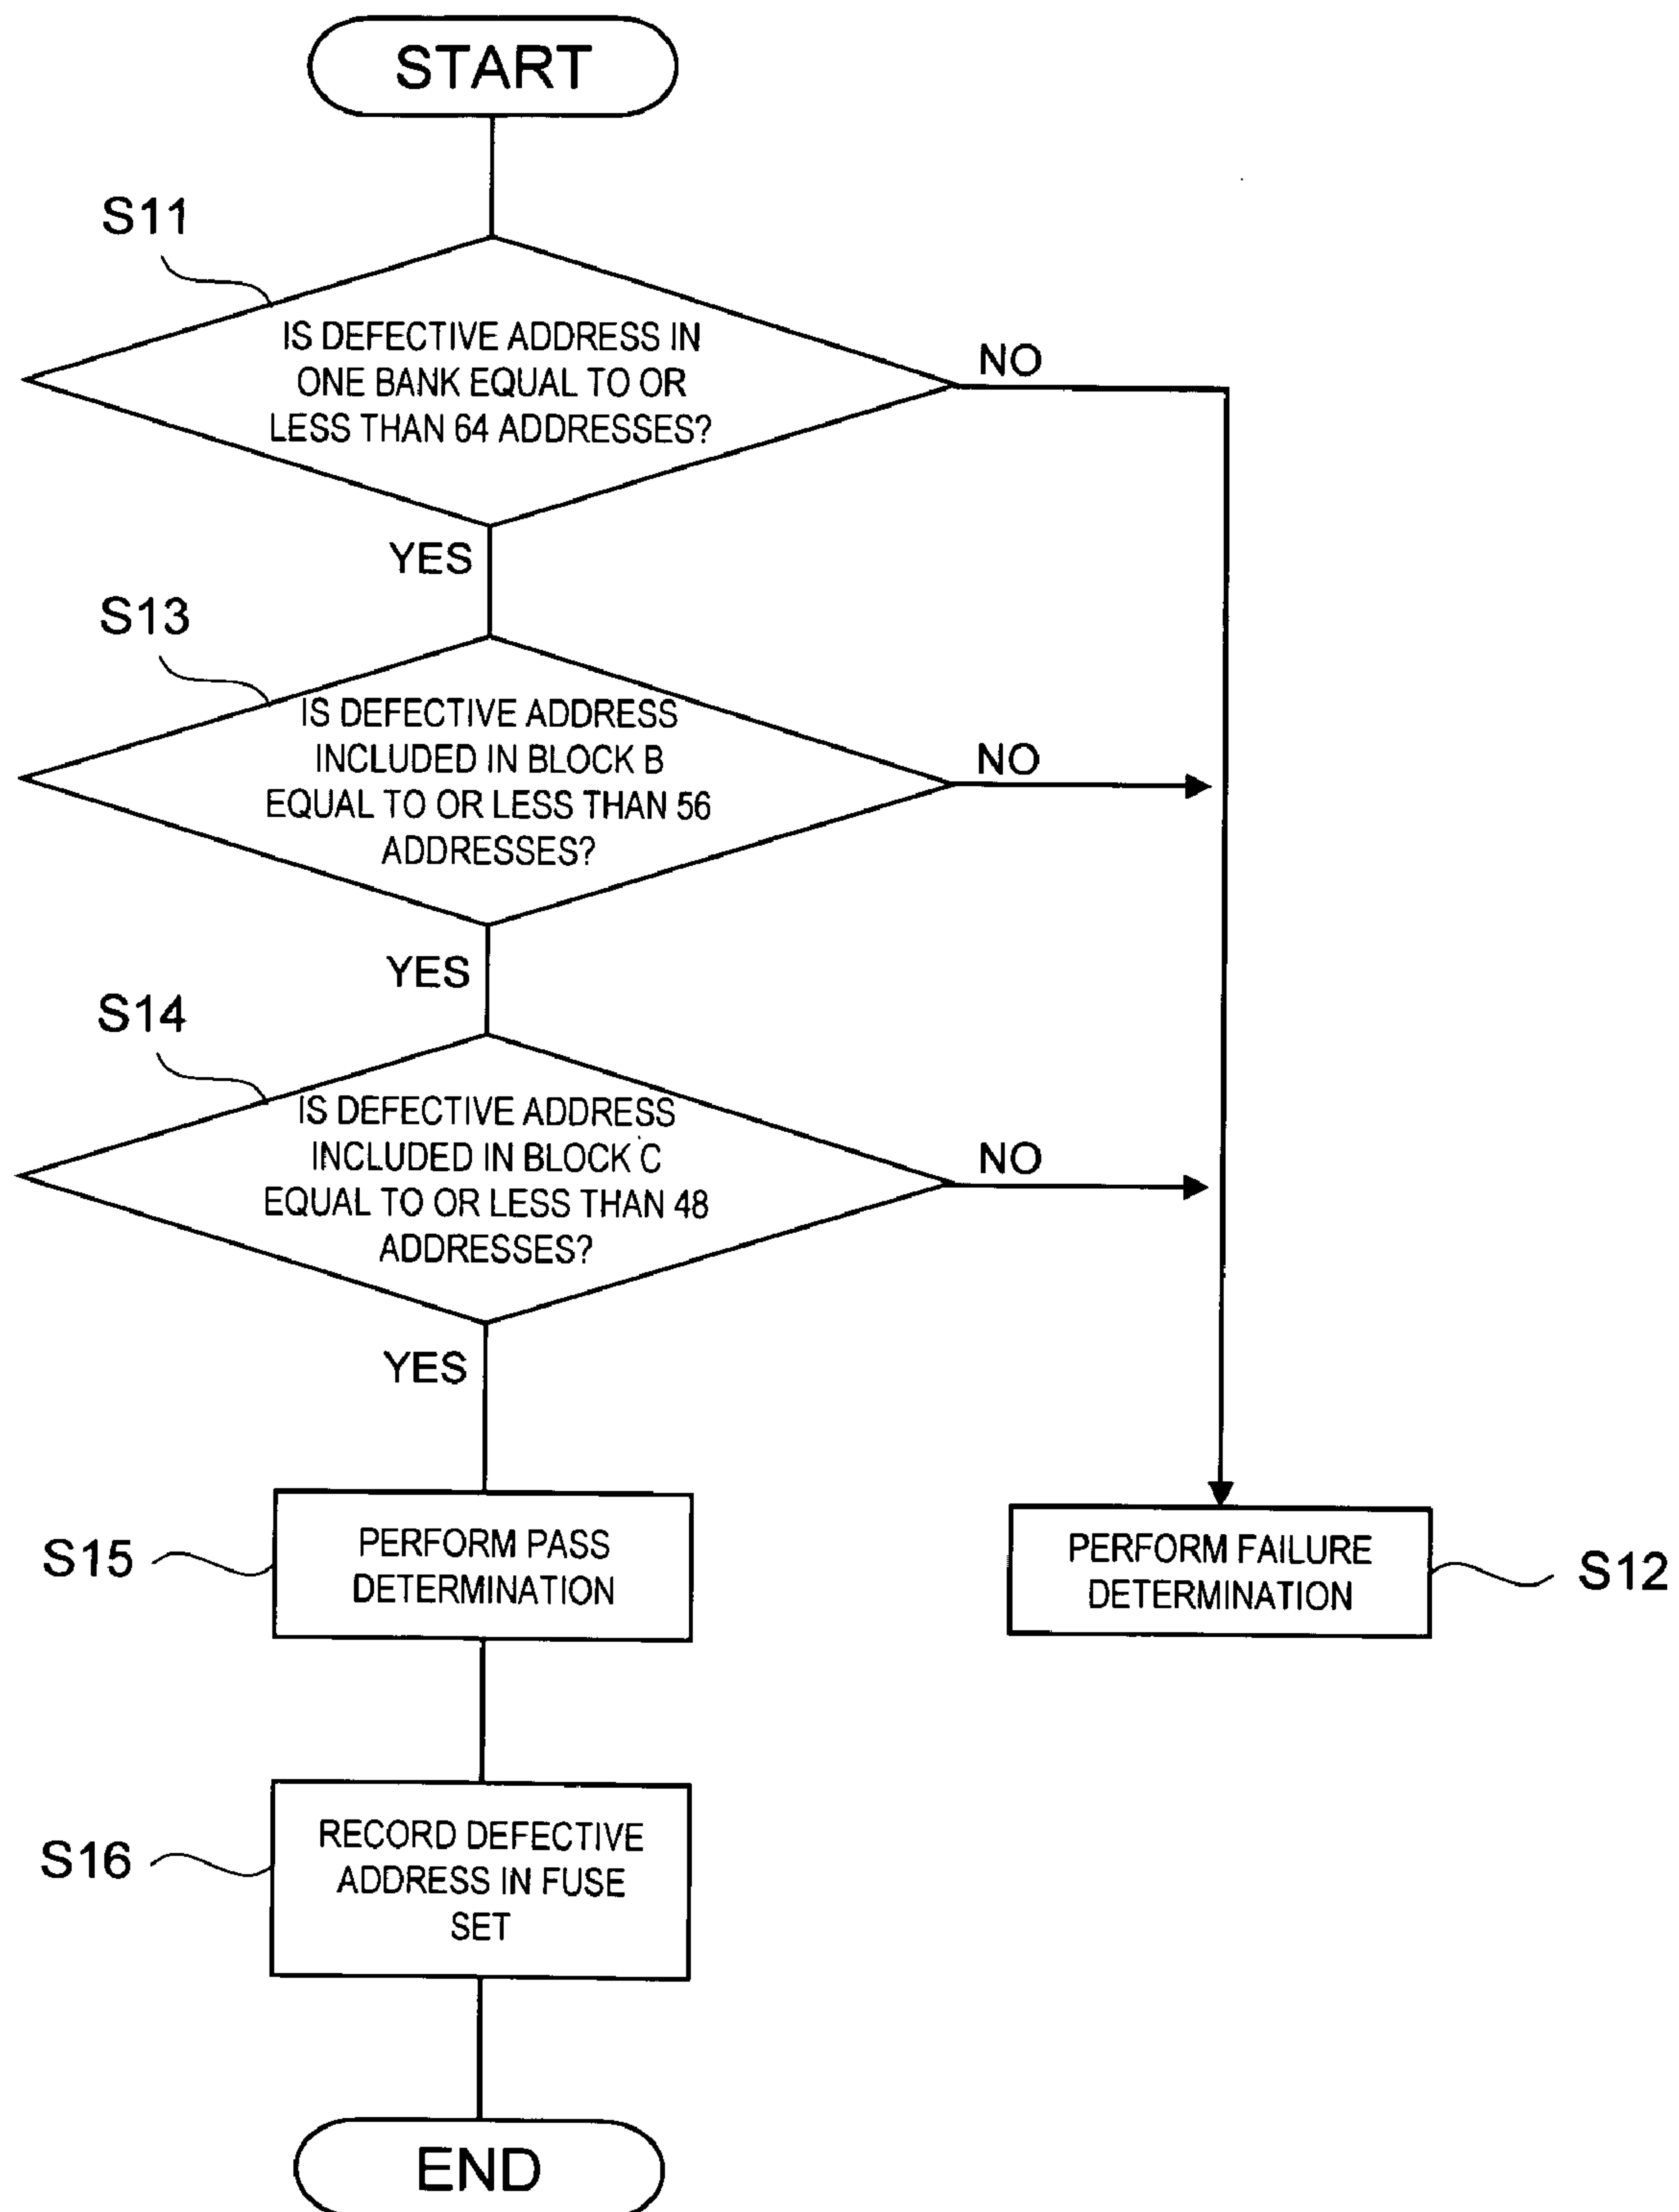 START
S11
IS DEFECTIVE ADDRESS IN
ONE BANK EQUAL TO OR
LESS THAN 64 ADDRESSES?
NO
YES
S13
IS DEFECTIVE ADDRESS
INCLUDED IN BLOCK B
EQUAL TO OR LESS THAN 56
ADDRESSES?
NO
YES
S14
IS DEFECTIVE ADDRESS
INCLUDED IN BLOCK C
EQUAL TO OR LESS THAN 48
ADDRESSES?
NO
YES
S15
PERFORM PASS
DETERMINATION
PERFORM FAILURE
DETERMINATION
S12
S16
RECORD DEFECTIVE
ADDRESS IN FUSE
SET
END